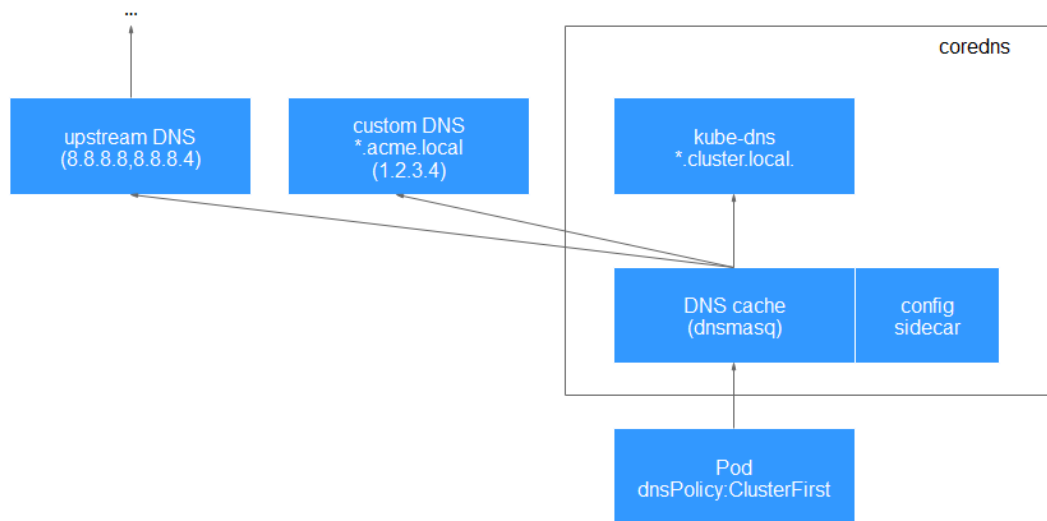 ...
coredns
upstream DNS
(8.8.8.8,8.8.8.4)
custom DNS
*.acme.local
(1.2.3.4)
kube-dns
*.cluster.local.
DNS cache
(dnsmasq)
config
sidecar
Pod
dnsPolicy:ClusterFirst